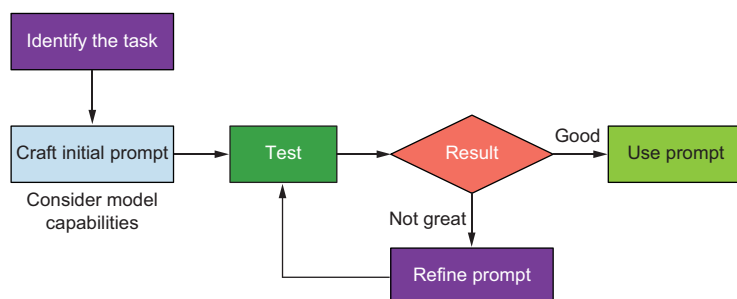 Identify the task
Craft initial prompt
Consider model
capabilities
Test
Result
Good
Use prompt
Not great
Refine prompt